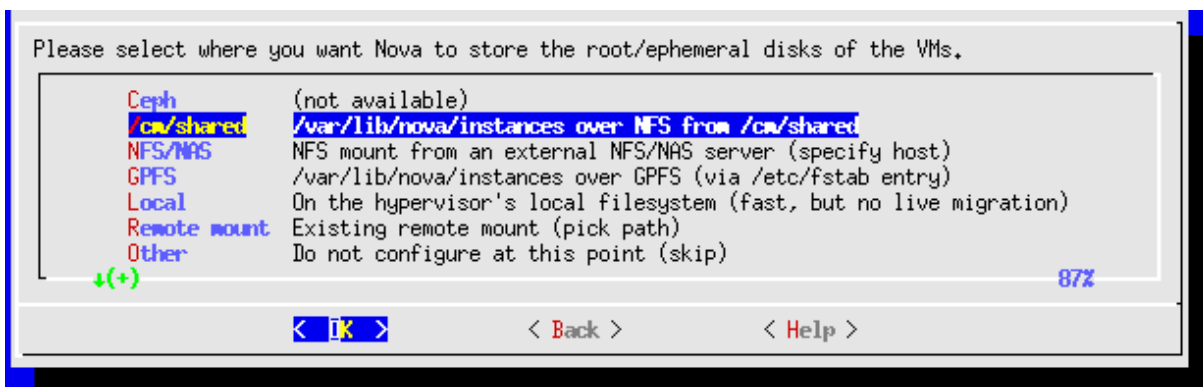 Please select where you want Nova to store the root/ephemeral disks of the VMs.
Ceph (not available)
/cm/shared /var/lib/nova/instances over NFS from /cm/shared
NFS/NAS NFS mount from an external NFS/NAS server (specify host)
GPFS /var/lib/nova/instances over GPFS (via /etc/fstab entry)
Local On the hypervisor's local filesystem (fast, but no live migration)
Remote mount Existing remote mount (pick path)
Other Do not configure at this point (skip)
↓(+) 87%
< OK > < Back > < Help >